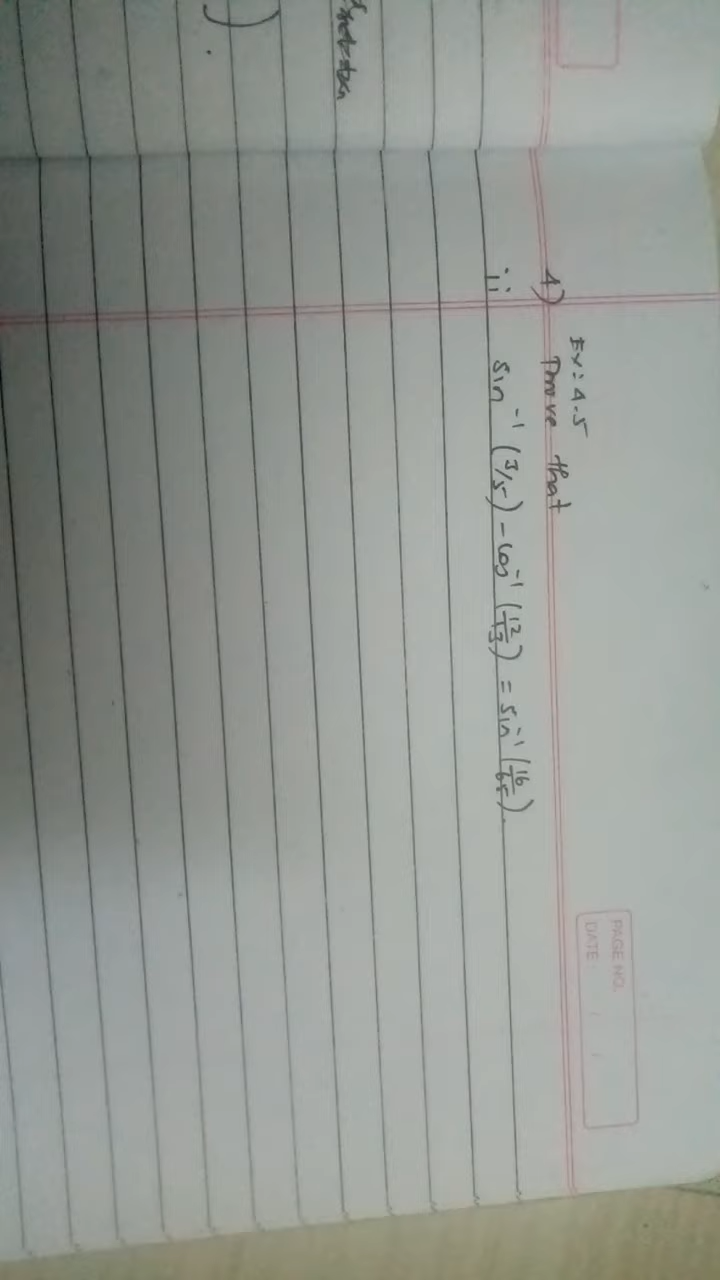 PAGE NO.
DATE
Ex: 4.5
4) Prove that
ii sin⁻¹ (3/5) - cos⁻¹ (12/13) = sin⁻¹ (16/65).